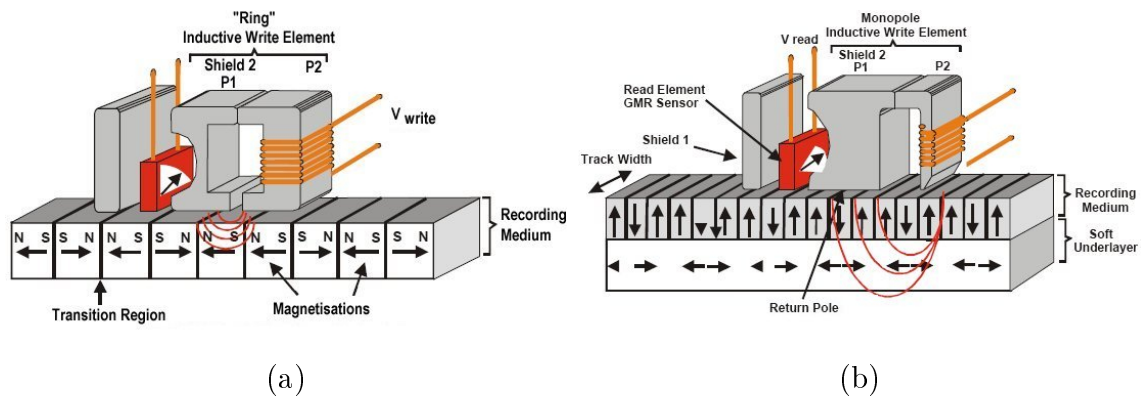 "Ring"
Inductive Write Element
Shield 2
P1
P2
V write
N S S N N S S N N S N S N S S N
Recording
Medium
Transition Region
Magnetisations
(a)
Monopole
Inductive Write Element
V read
Shield 2
P1
P2
Read Element
GMR Sensor
Shield 1
Track Width
Recording
Medium
Soft
Underlayer
Return Pole
(b)